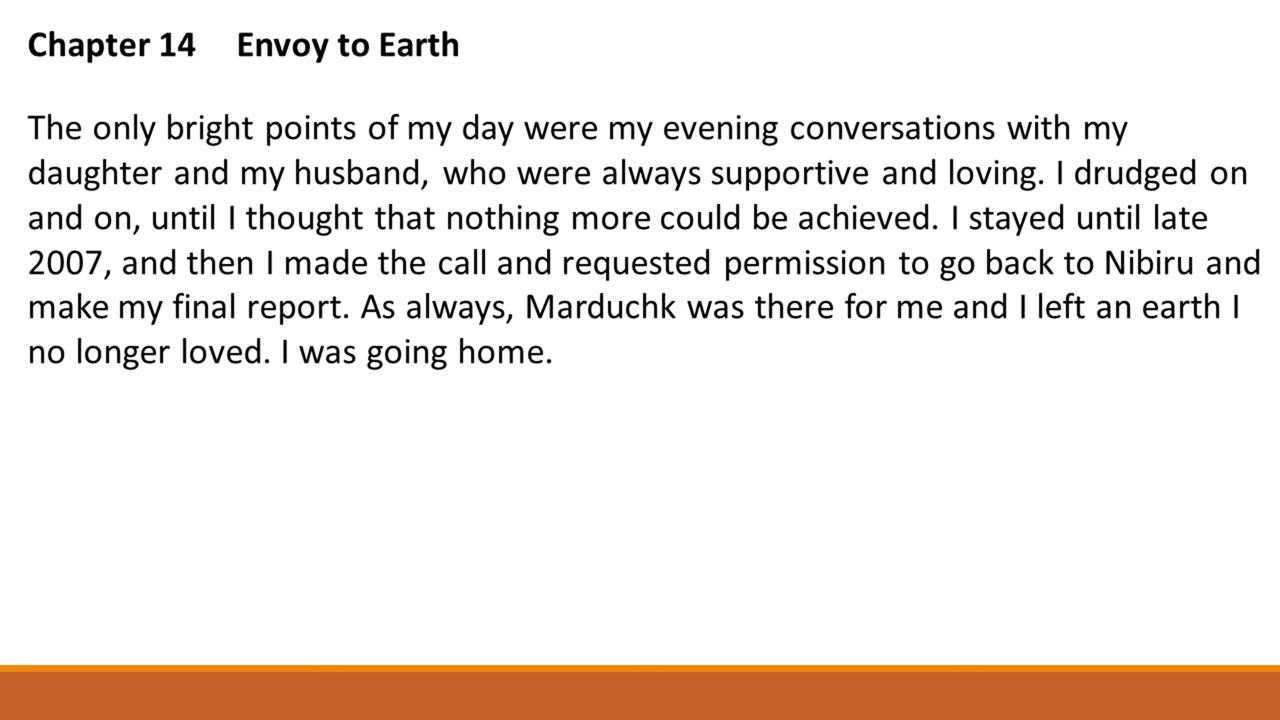 Chapter 14 Envoy to Earth
The only bright points of my day were my evening conversations with my
daughter and my husband, who were always supportive and loving. I drudged on
and on, until I thought that nothing more could be achieved. I stayed until late
2007, and then I made the call and requested permission to go back to Nibiru and
make my final report. As always, Marduchk was there for me and I left an earth I
no longer loved. I was going home.